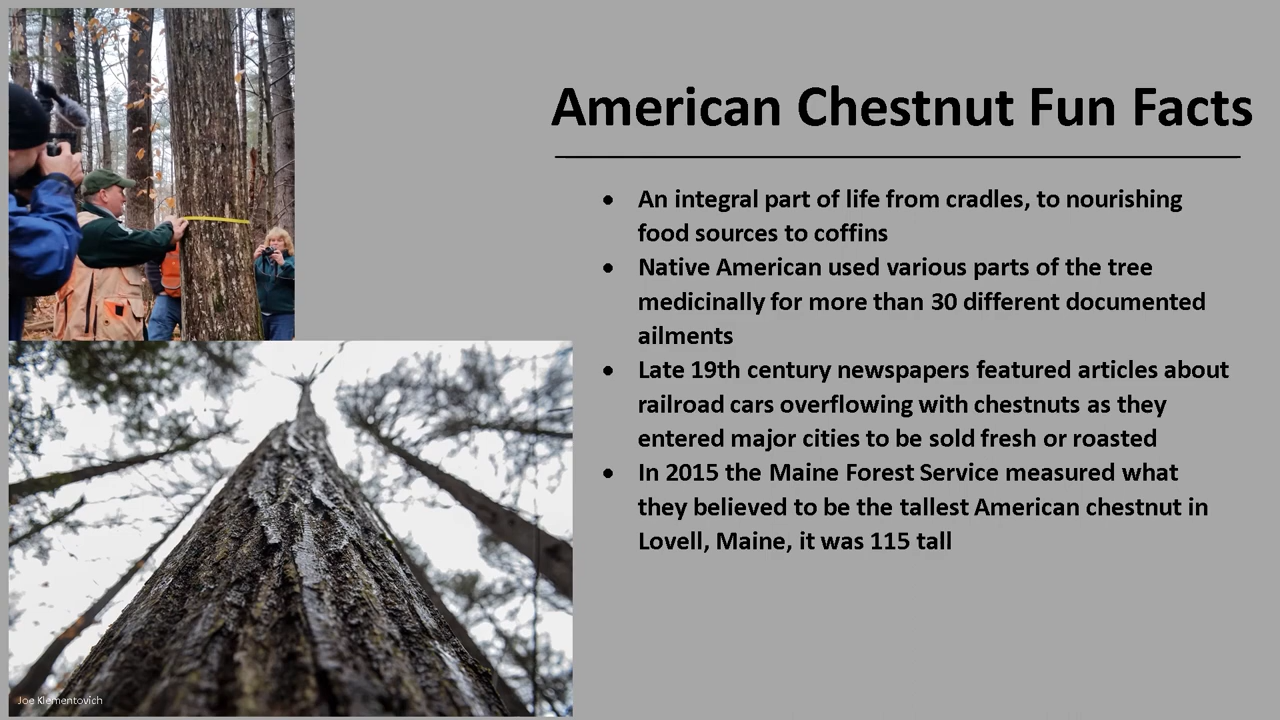 American Chestnut Fun Facts
• An integral part of life from cradles, to nourishing
food sources to coffins
• Native American used various parts of the tree
medicinally for more than 30 different documented
ailments
• Late 19th century newspapers featured articles about
railroad cars overflowing with chestnuts as they
entered major cities to be sold fresh or roasted
• In 2015 the Maine Forest Service measured what
they believed to be the tallest American chestnut in
Lovell, Maine, it was 115 tall
Joe Klementovich